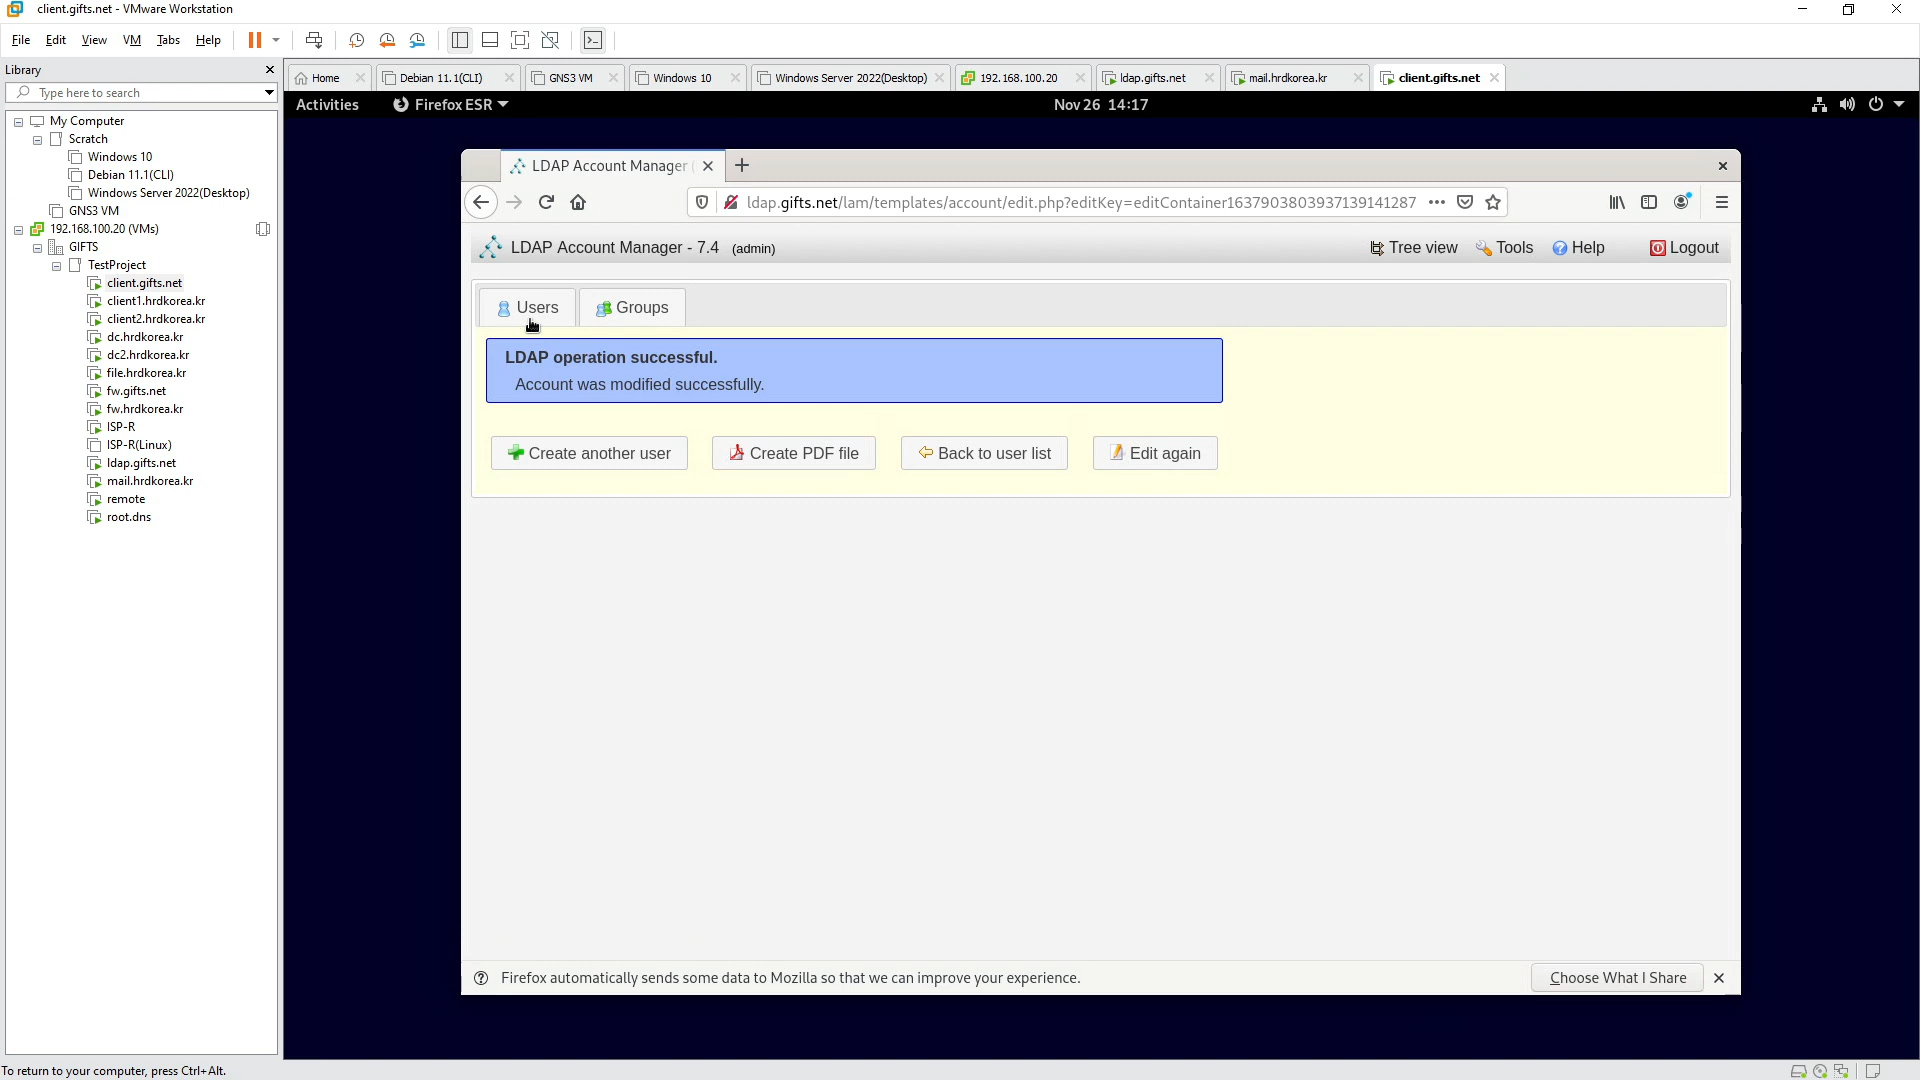 client.gifts.net - VMware Workstation
File Edit View VM Tabs Help
Library
Type here to search
My Computer
Scratch
Windows 10
Debian 11.1(CLI)
Windows Server 2022(Desktop)
GNS3 VM
192.168.100.20 (VMs)
GIFTS
TestProject
client.gifts.net
client1.hrdkorea.kr
client2.hrdkorea.kr
dc.hrdkorea.kr
dc2.hrdkorea.kr
file.hrdkorea.kr
fw.gifts.net
fw.hrdkorea.kr
ISP-R
ISP-R(Linux)
ldap.gifts.net
mail.hrdkorea.kr
remote
root.dns
Home Debian 11.1(CLI) GNS3 VM Windows 10 Windows Server 2022(Desktop) 192.168.100.20 ldap.gifts.net mail.hrdkorea.kr client.gifts.net
Activities Firefox ESR Nov 26 14:17
LDAP Account Manager (
ldap.gifts.net/lam/templates/account/edit.php?editKey=editContainer1637903803937139141287
LDAP Account Manager - 7.4 (admin) Tree view Tools Help Logout
Users Groups
LDAP operation successful.
Account was modified successfully.
Create another user Create PDF file Back to user list Edit again
Firefox automatically sends some data to Mozilla so that we can improve your experience. Choose What I Share
To return to your computer, press Ctrl+Alt.